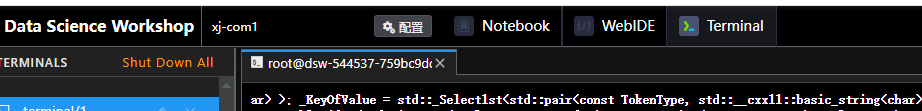 Data Science Workshop
xj-com1
配置
Notebook
WebIDE
Terminal
TERMINALS
Shut Down All
root@dsw-544537-759bc9dc
ar> >; _KeyOfValue = std::_Select1st<std::pair<const TokenType, std::__cxx11::basic_string<char>
terminal/1